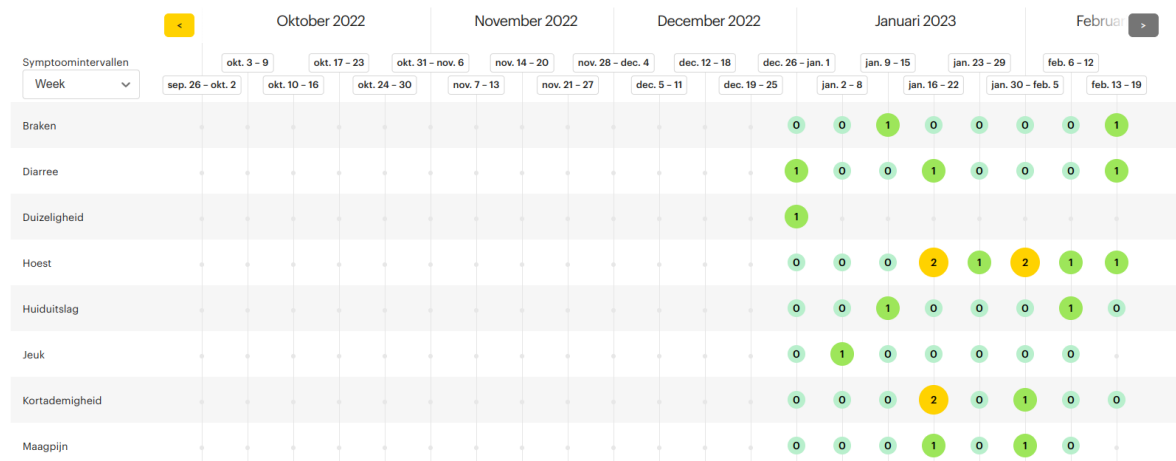 < Oktober 2022 November 2022 December 2022 Januari 2023 Februar >
Symptoomintervallen okt. 3 – 9 okt. 17 – 23 okt. 31 – nov. 6 nov. 14 – 20 nov. 28 – dec. 4 dec. 12 – 18 dec. 26 – jan. 1 jan. 9 – 15 jan. 23 – 29 feb. 6 – 12
Week sep. 26 – okt. 2 okt. 10 – 16 okt. 24 – 30 nov. 7 – 13 nov. 21 – 27 dec. 5 – 11 dec. 19 – 25 jan. 2 – 8 jan. 16 – 22 jan. 30 – feb. 5 feb. 13 – 19
Braken 0 0 1 0 0 0 0 1
Diarree 1 0 0 1 0 0 0 1
Duizeligheid 1
Hoest 0 0 0 2 1 2 1 1
Huiduitslag 0 0 1 0 0 0 1 0
Jeuk 0 1 0 0 0 0 0
Kortademigheid 0 0 0 2 0 1 0 0
Maagpijn 0 0 0 1 0 1 0